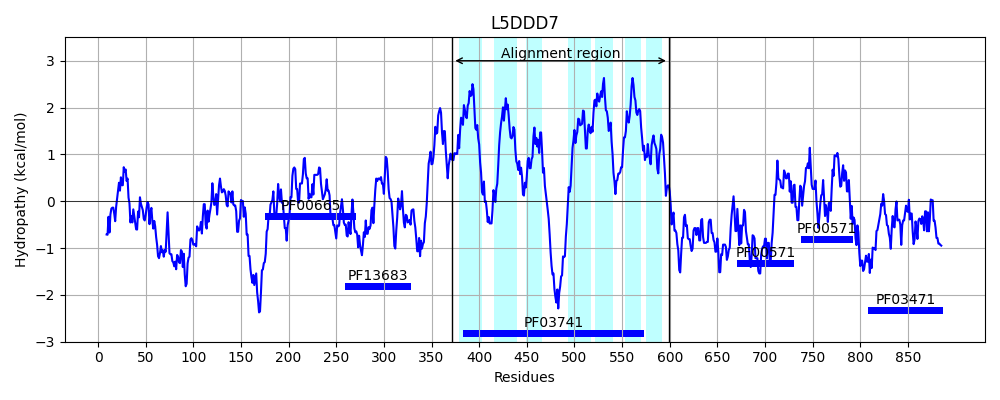 L5DDD7
Alignment region
Hydropathy (kcal/mol)
3
2
1
0
−1
−2
−3
PF00665
PF13683
PF03741
PF00571
PF00571
PF03471
0 50 100 150 200 250 300 350 400 450 500 550 600 650 700 750 800 850
Residues